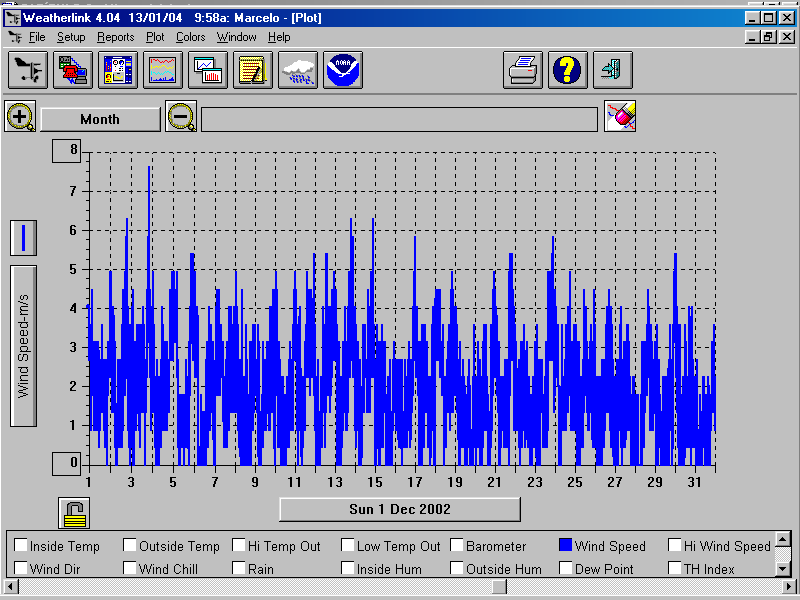 Weatherlink 4.04 13/01/04 9:58a: Marcelo - [Plot]
File Setup Reports Plot Colors Window Help
NOAA
Month
8
7
6
5
4
3
2
1
0
Wind Speed-m/s
1 3 5 7 9 11 13 15 17 19 21 23 25 27 29 31
Sun 1 Dec 2002
Inside Temp Outside Temp Hi Temp Out Low Temp Out Barometer Wind Speed Hi Wind Speed
Wind Dir Wind Chill Rain Inside Hum Outside Hum Dew Point TH Index